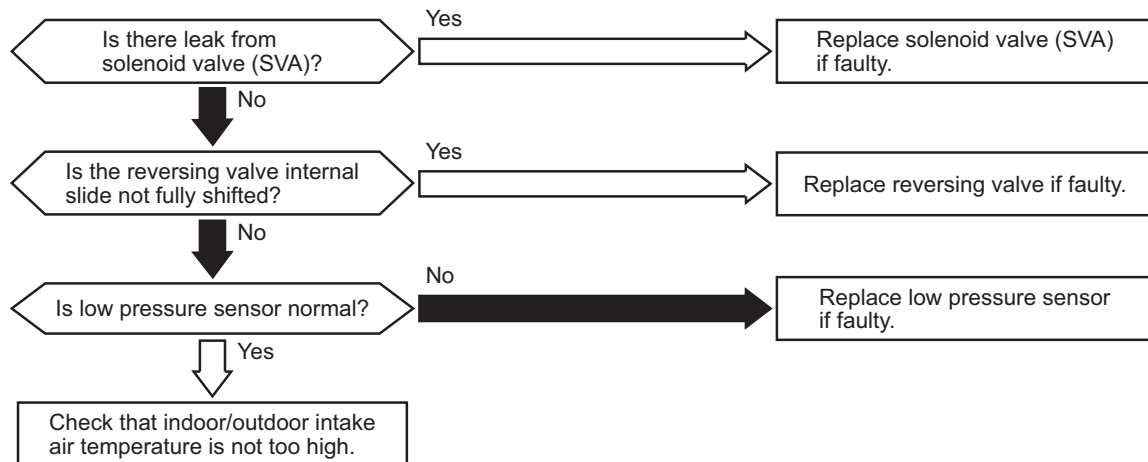 Is there leak from
solenoid valve (SVA)?
Yes
Replace solenoid valve (SVA)
if faulty.
No
Is the reversing valve internal
slide not fully shifted?
Yes
Replace reversing valve if faulty.
No
Is low pressure sensor normal?
No
Replace low pressure sensor
if faulty.
Yes
Check that indoor/outdoor intake
air temperature is not too high.